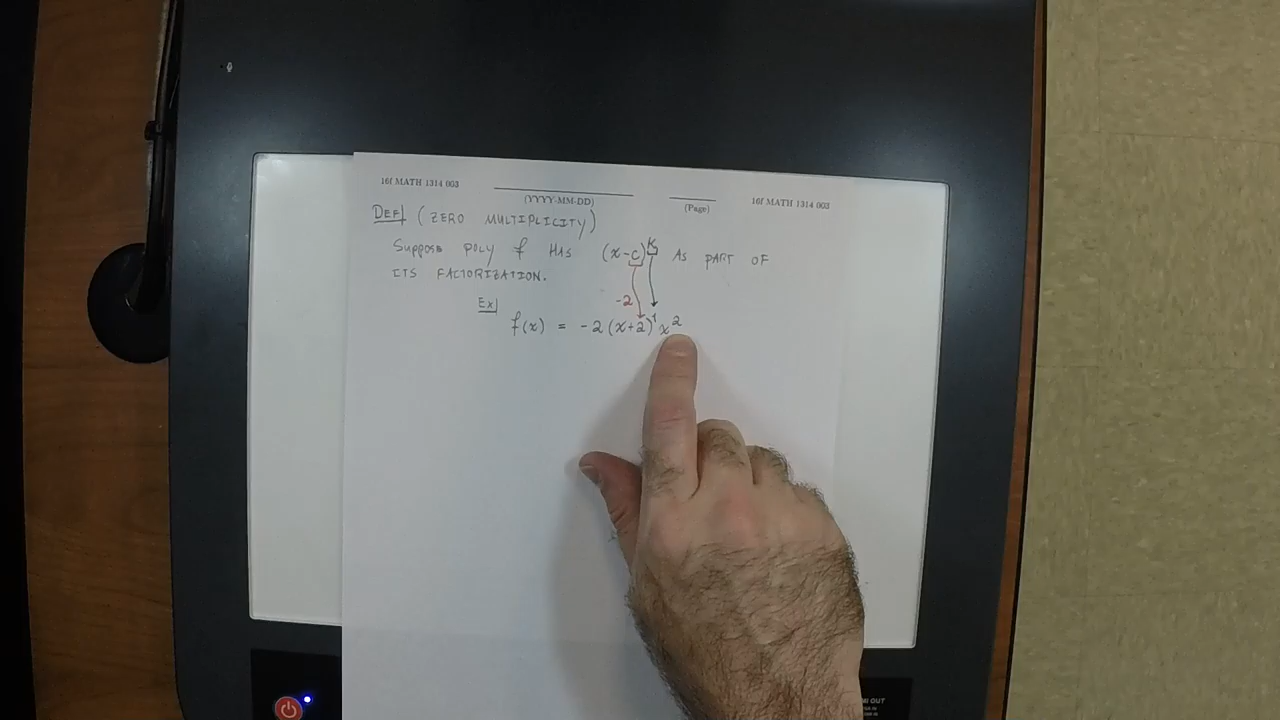 16f MATH 1314 003
(YYYY-MM-DD)
(Page)
16f MATH 1314 003
DEF (ZERO MULTIPLICITY)
SUPPOSE POLY f HAS (x-c)^k AS PART OF
ITS FACTORIZATION.
EX
-2
f(x) = -2(x+2)^1 x^2
OUT